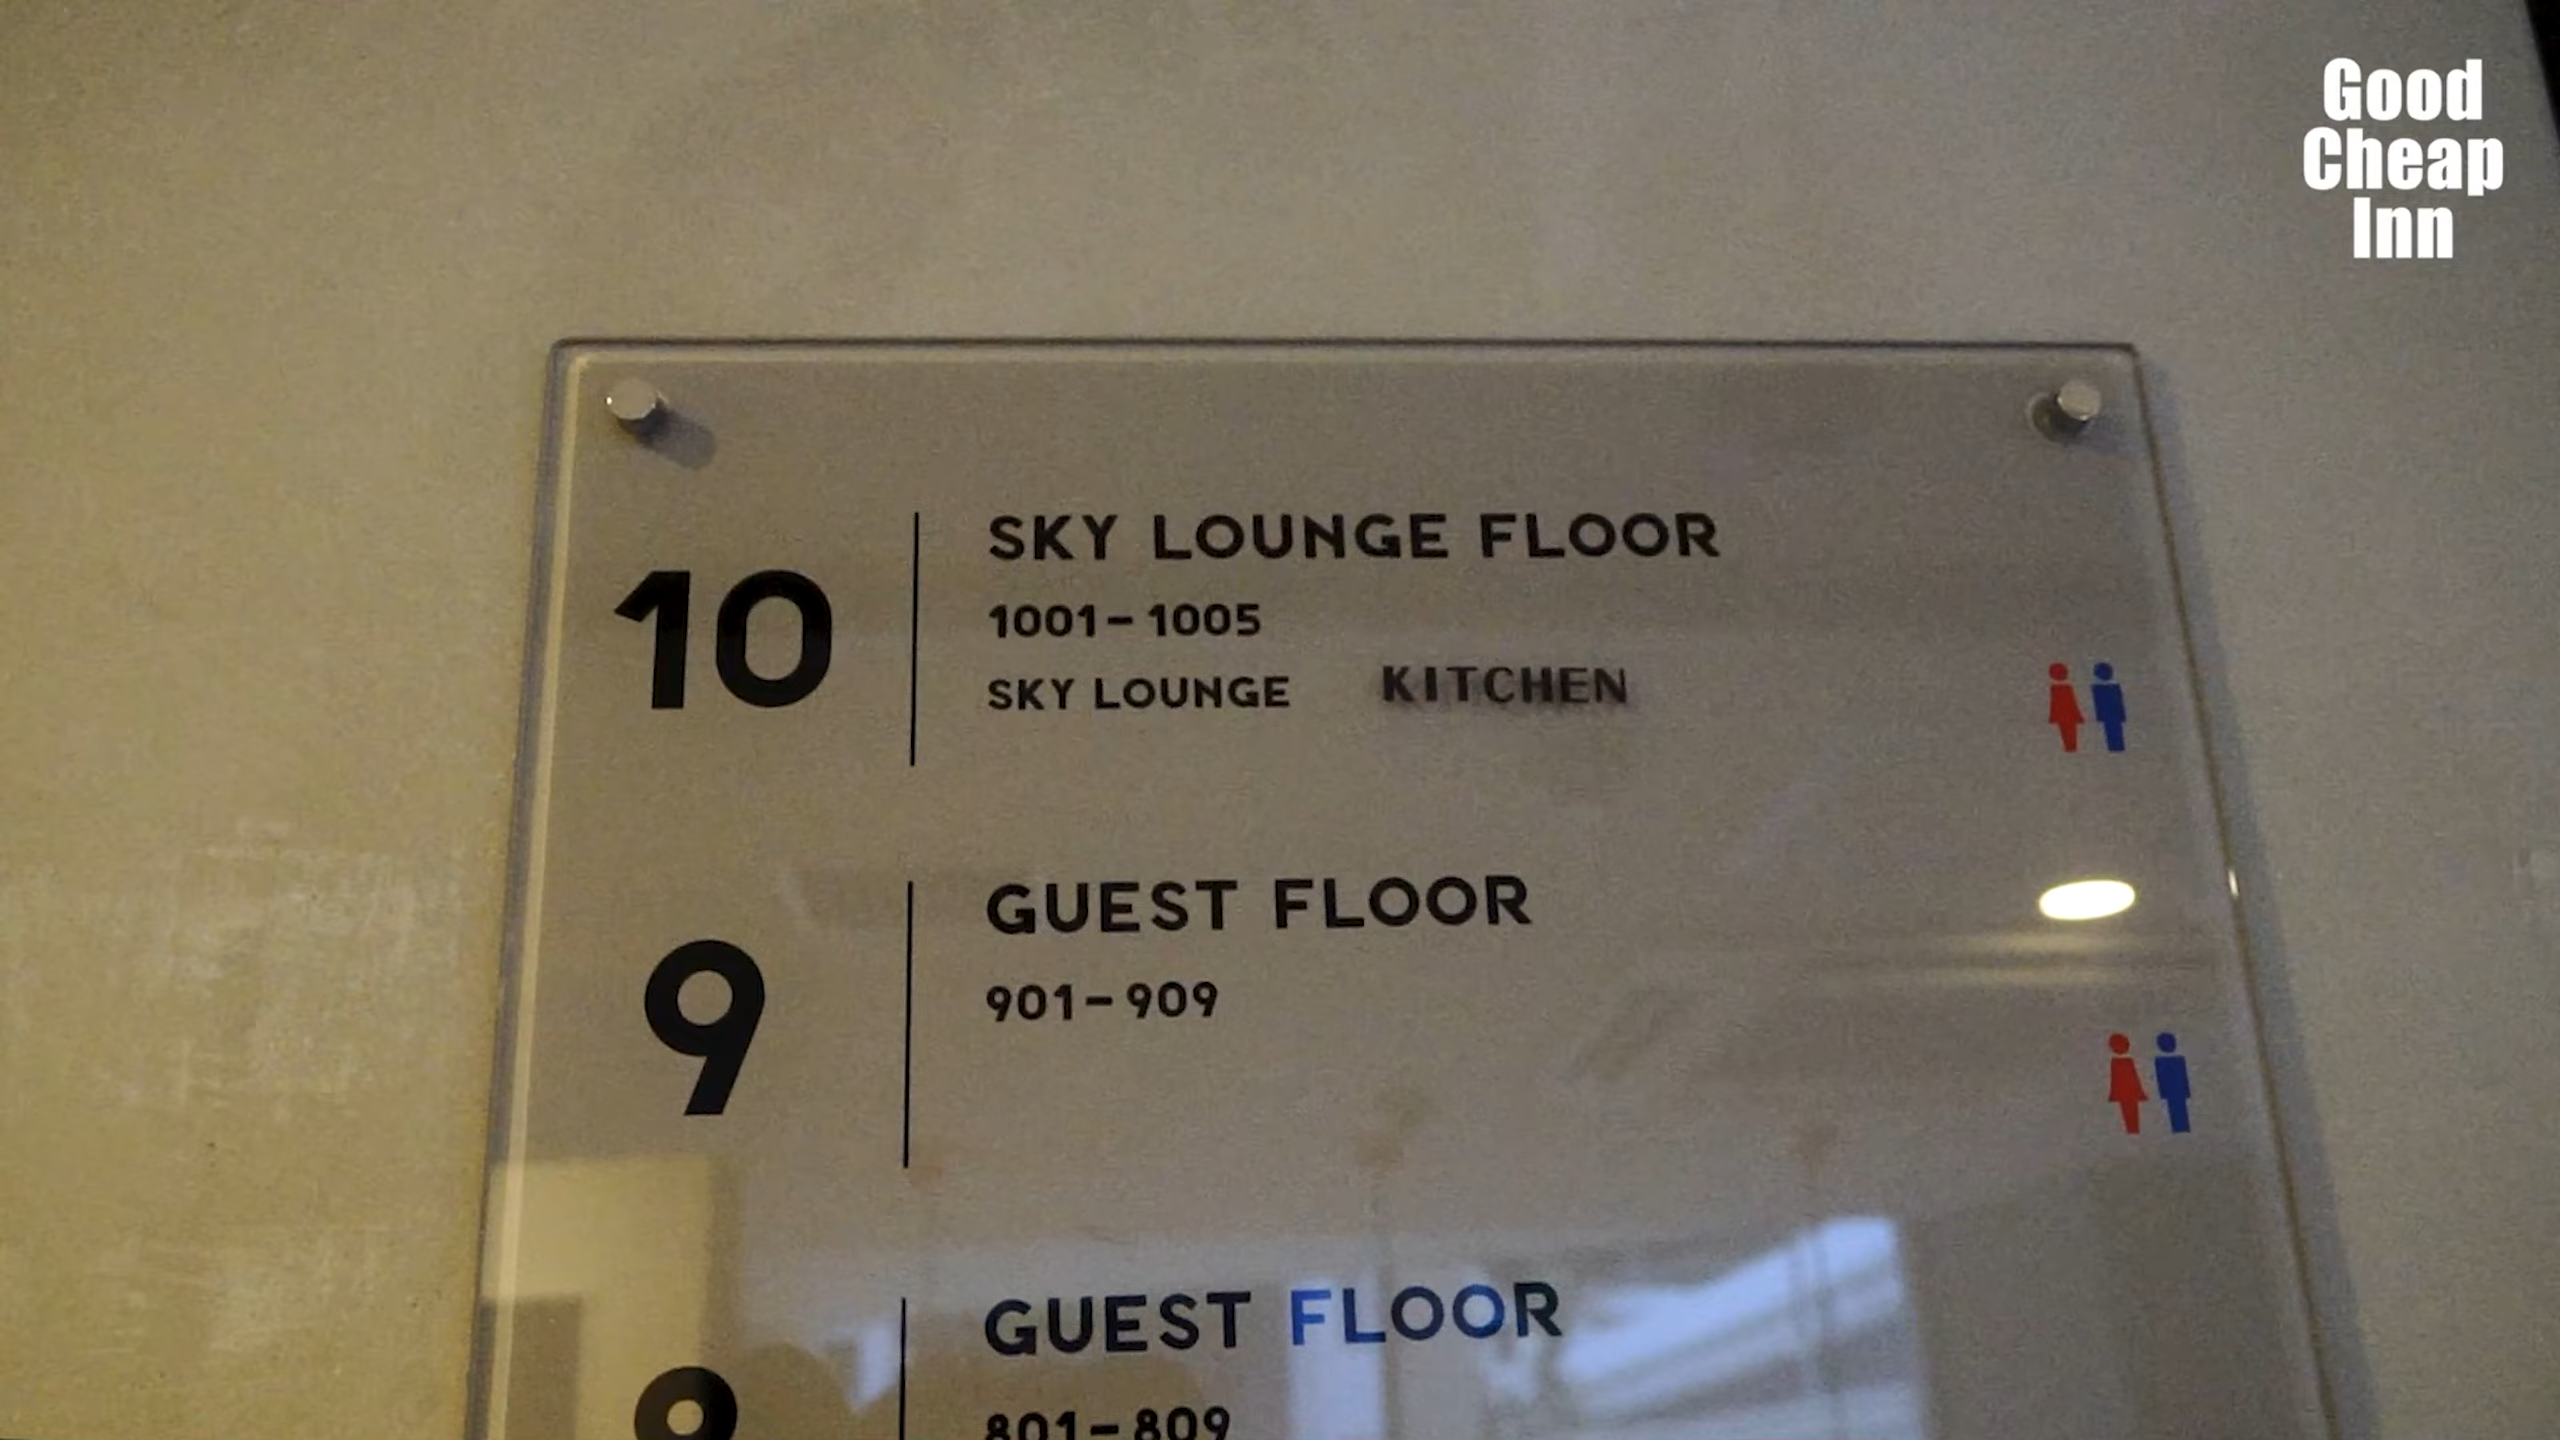 Good
Cheap
Inn
10
SKY LOUNGE FLOOR
1001-1005
SKY LOUNGE KITCHEN
9
GUEST FLOOR
901-909
8
GUEST FLOOR
801-809